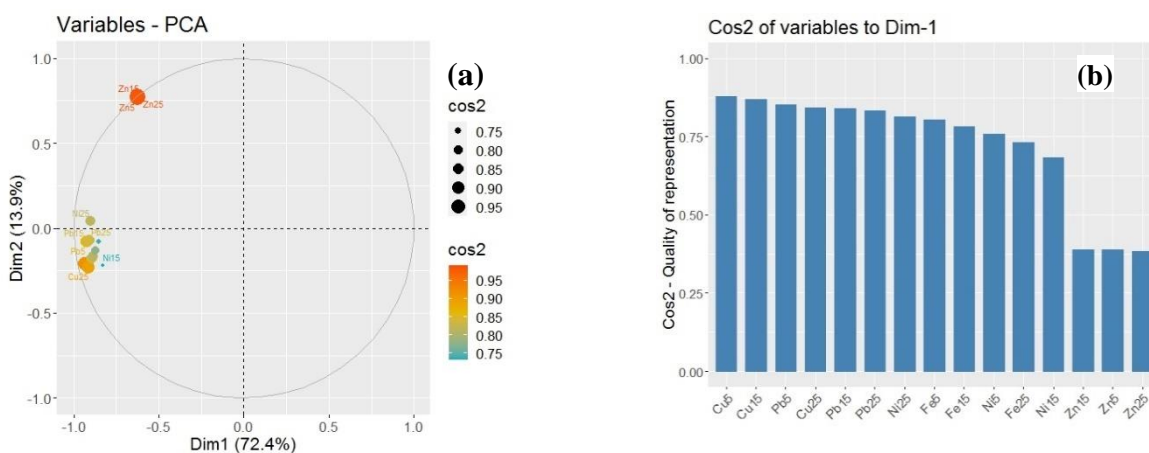 Variables - PCA
(a)
1.0
0.5
0.0
-0.5
-1.0
Dim2 (13.9%)
Zn15
Zn5 Zn25
Ni25
Pb15 Pb25
Pb5
Ni15
Cu25
-1.0 -0.5 0.0 0.5 1.0
Dim1 (72.4%)
cos2
0.75
0.80
0.85
0.90
0.95
cos2
0.95
0.90
0.85
0.80
0.75
Cos2 of variables to Dim-1
(b)
1.00
0.75
0.50
0.25
0.00
Cos2 - Quality of representation
Cu5 Cu15 Pb5 Cu25 Pb15 Pb25 Ni25 Fe5 Fe15 Ni5 Fe25 Ni15 Zn15 Zn5 Zn25